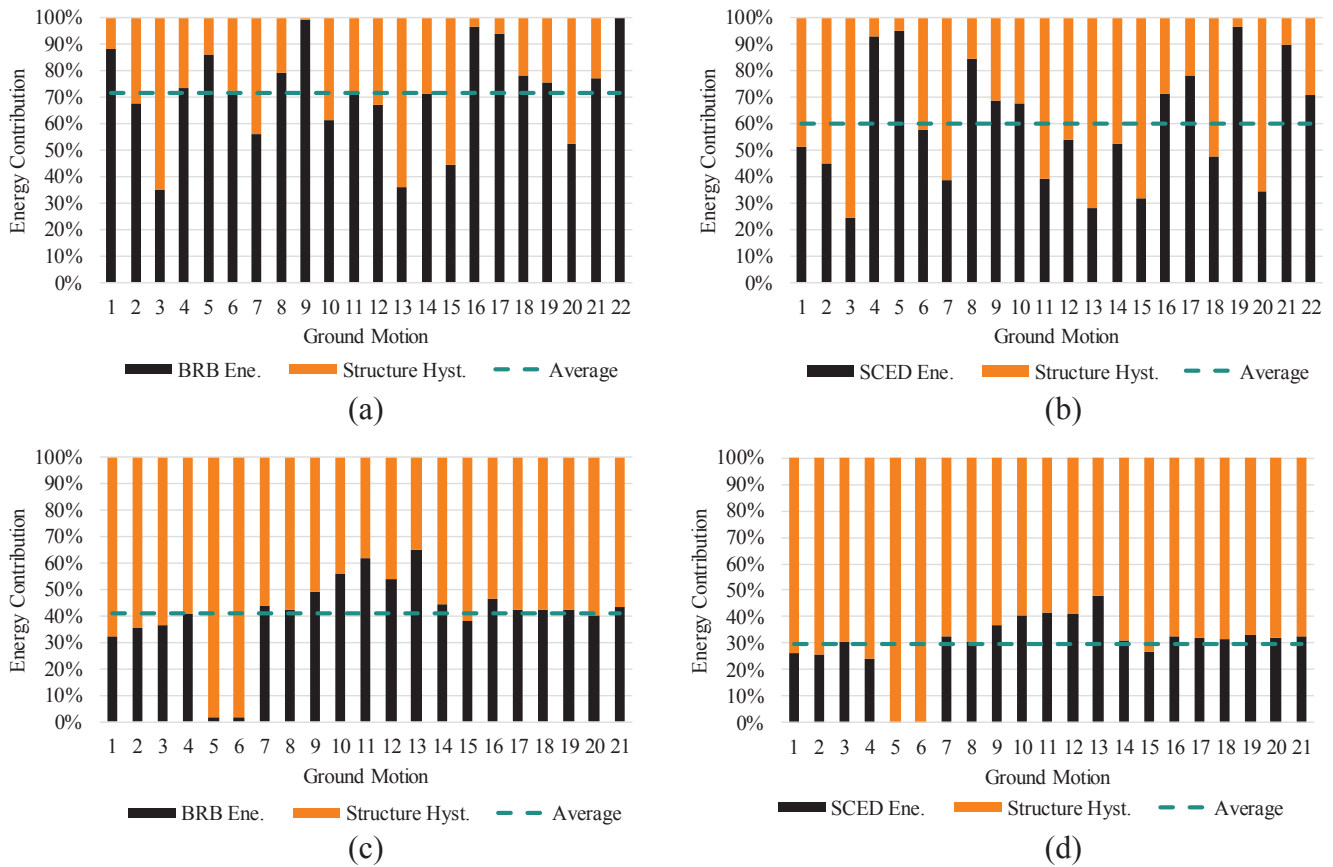 100%
90%
80%
70%
60%
50%
40%
30%
20%
10%
0%
Energy Contribution
1 2 3 4 5 6 7 8 9 10 11 12 13 14 15 16 17 18 19 20 21 22
Ground Motion
BRB Ene. Structure Hyst. Average
(a)
100%
90%
80%
70%
60%
50%
40%
30%
20%
10%
0%
Energy Contribution
1 2 3 4 5 6 7 8 9 10 11 12 13 14 15 16 17 18 19 20 21 22
Ground Motion
SCED Ene. Structure Hyst. Average
(b)
100%
90%
80%
70%
60%
50%
40%
30%
20%
10%
0%
Energy Contribution
1 2 3 4 5 6 7 8 9 10 11 12 13 14 15 16 17 18 19 20 21
Ground Motion
BRB Ene. Structure Hyst. Average
(c)
100%
90%
80%
70%
60%
50%
40%
30%
20%
10%
0%
Energy Contribution
1 2 3 4 5 6 7 8 9 10 11 12 13 14 15 16 17 18 19 20 21
Ground Motion
SCED Ene. Structure Hyst. Average
(d)